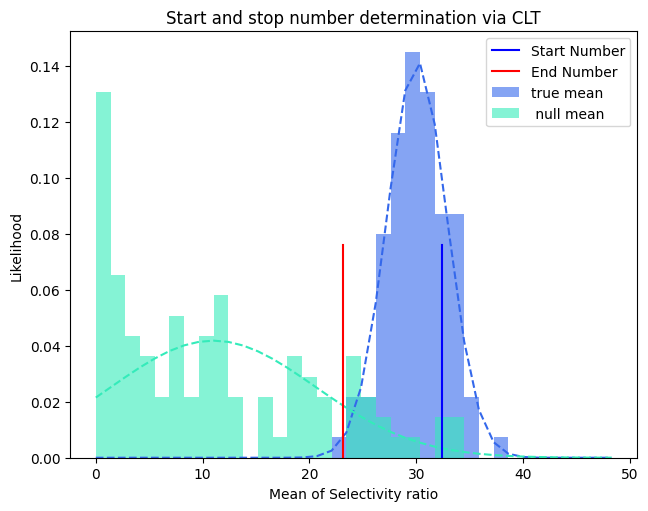 Start and stop number determination via CLT
Start Number
End Number
true mean
null mean
0.14
0.12
0.10
0.08
0.06
0.04
0.02
0.00
Likelihood
0 10 20 30 40 50
Mean of Selectivity ratio